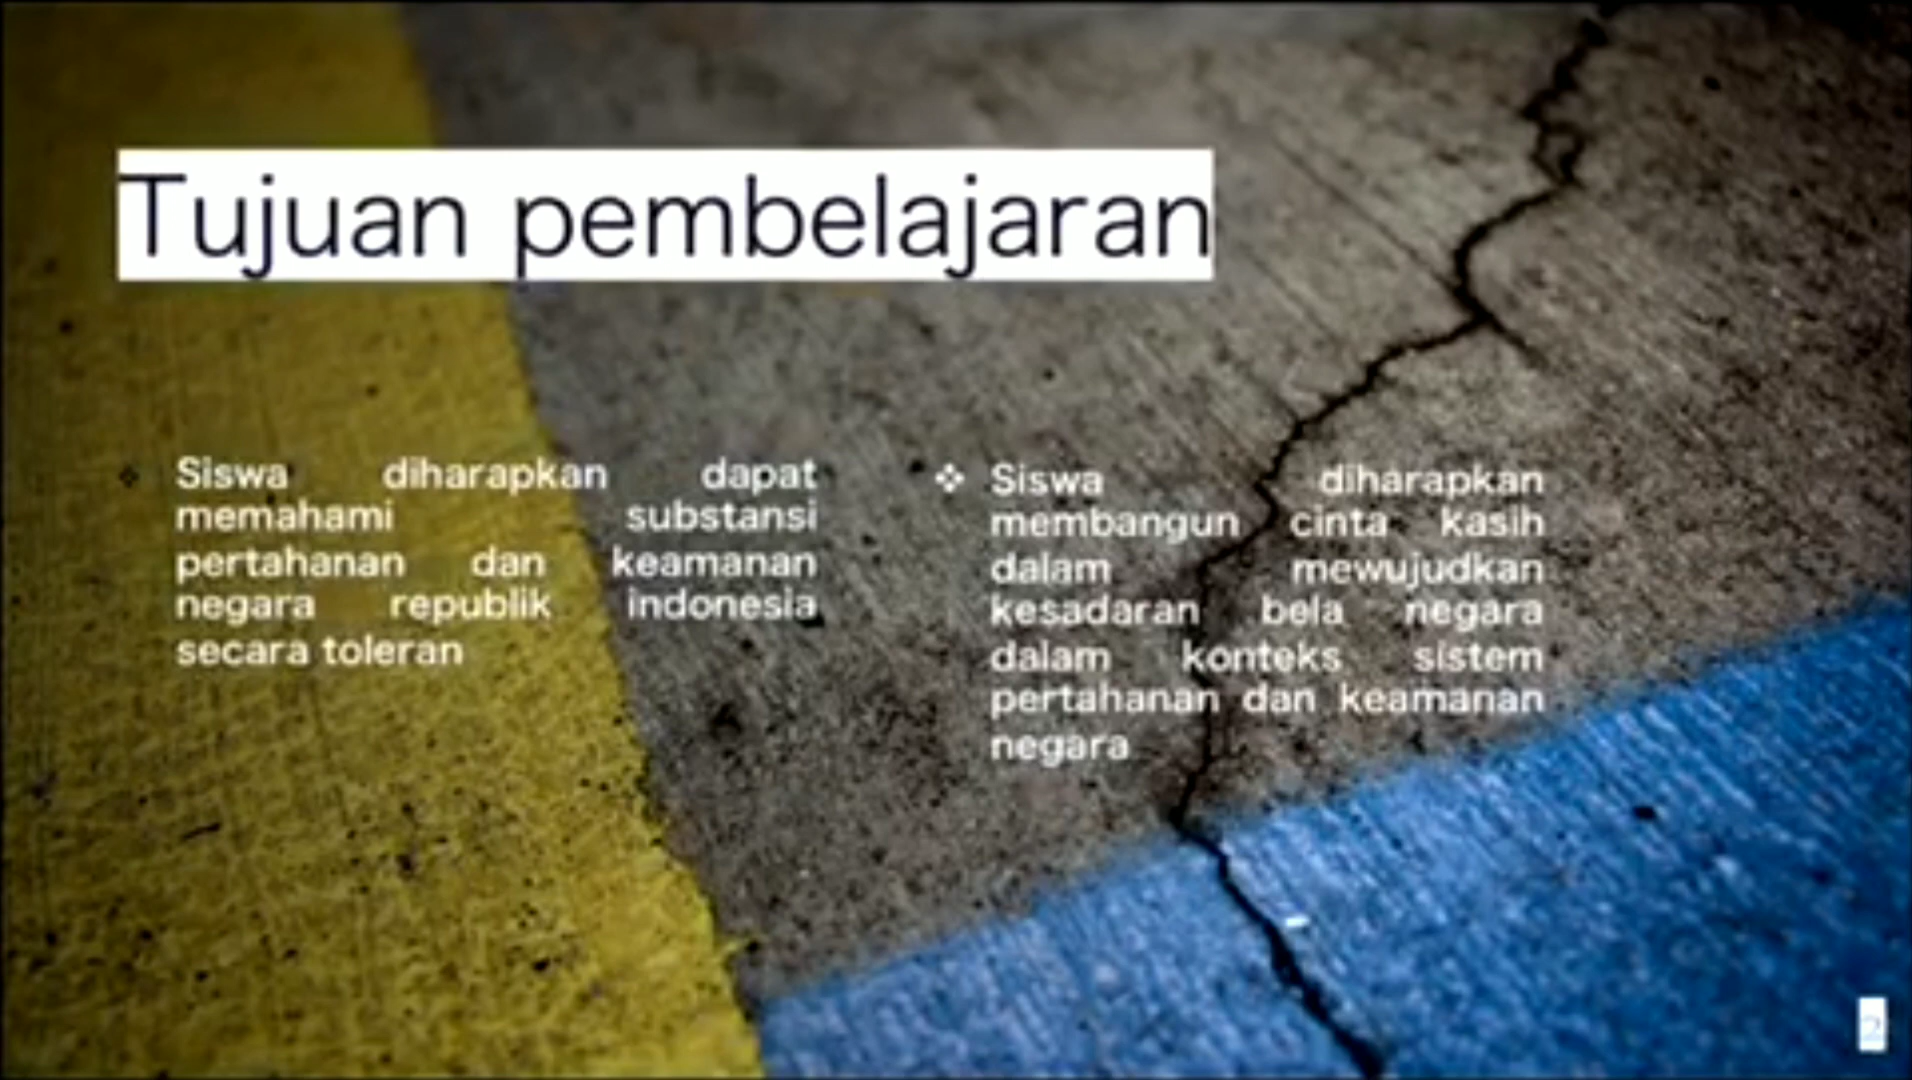 Tujuan pembelajaran
❖ Siswa diharapkan dapat
memahami substansi
pertahanan dan keamanan
negara republik indonesia
secara toleran
❖ Siswa diharapkan
membangun cinta kasih
dalam mewujudkan
kesadaran bela negara
dalam konteks sistem
pertahanan dan keamanan
negara
2